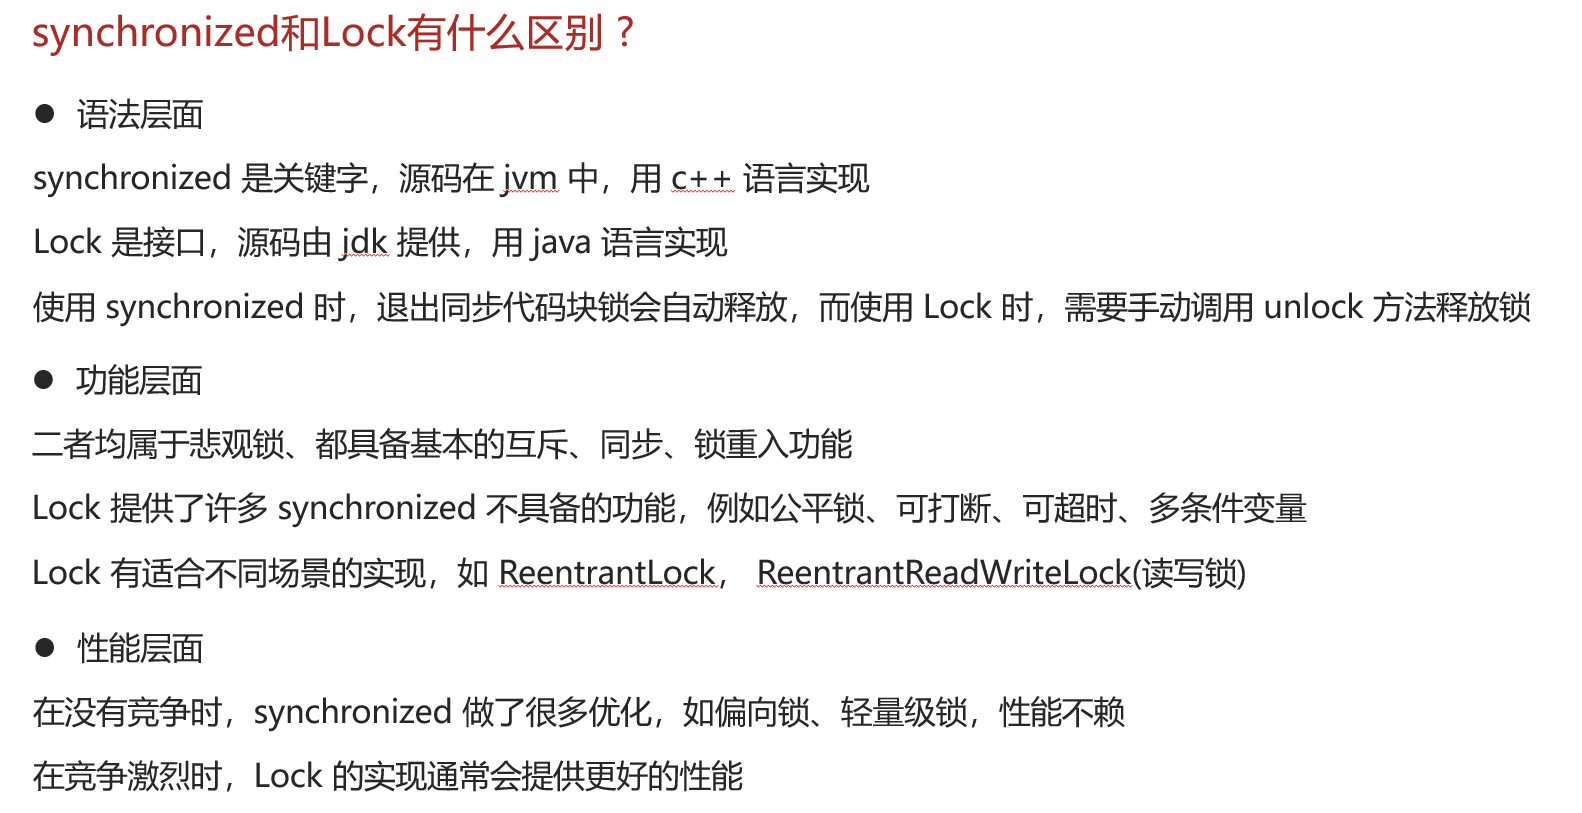 synchronized和Lock有什么区别？
● 语法层面
synchronized 是关键字，源码在 jvm 中，用 c++ 语言实现
Lock 是接口，源码由 jdk 提供，用 java 语言实现
使用 synchronized 时，退出同步代码块锁会自动释放，而使用 Lock 时，需要手动调用 unlock 方法释放锁
● 功能层面
二者均属于悲观锁、都具备基本的互斥、同步、锁重入功能
Lock 提供了许多 synchronized 不具备的功能，例如公平锁、可打断、可超时、多条件变量
Lock 有适合不同场景的实现，如 ReentrantLock， ReentrantReadWriteLock(读写锁)
● 性能层面
在没有竞争时，synchronized 做了很多优化，如偏向锁、轻量级锁，性能不赖
在竞争激烈时，Lock 的实现通常会提供更好的性能